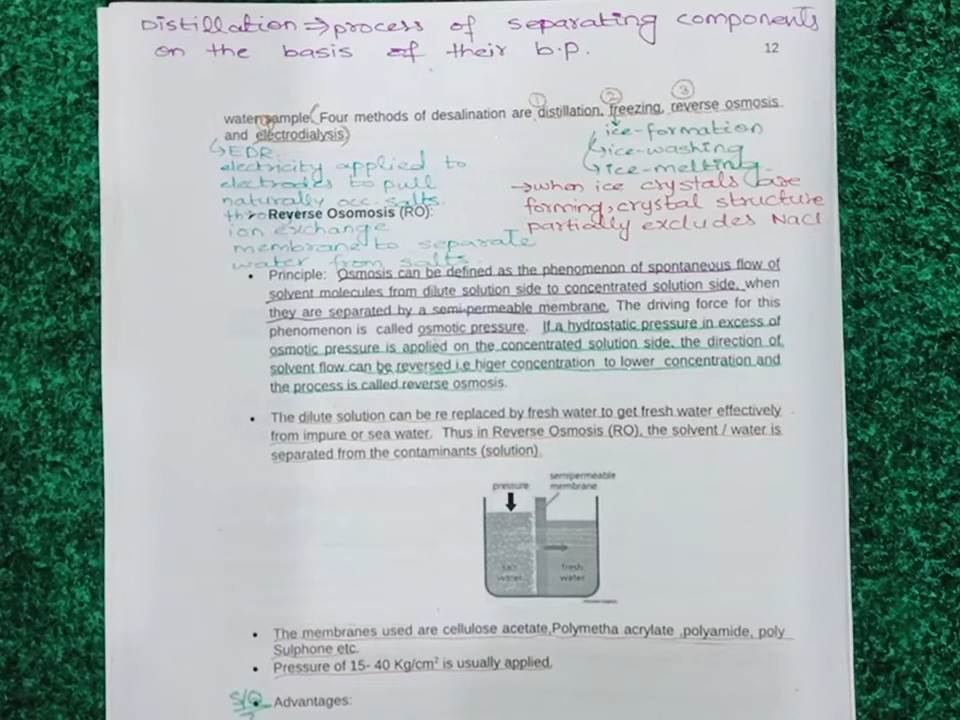 Distillation ⇒ process of separating components
on the basis of their b.p.
12
① ② ③
water sample. Four methods of desalination are distillation, freezing, reverse osmosis
and electrodialysis)
ice-formation
ice-washing
ice-melting
→ when ice crystals are
forming, crystal structure
partially excludes NaCl
EDR
electricity applied to
electrodes to pull
naturally occ. salts
thro
ion exchange
membrane to separate
water from salts.
➢ Reverse Osomosis (RO):
• Principle: Osmosis can be defined as the phenomenon of spontaneous flow of
solvent molecules from dilute solution side to concentrated solution side, when
they are separated by a semi-permeable membrane. The driving force for this
phenomenon is called osmotic pressure. If a hydrostatic pressure in excess of
osmotic pressure is applied on the concentrated solution side, the direction of
solvent flow can be reversed i.e higer concentration to lower concentration and
the process is called reverse osmosis.
• The dilute solution can be re replaced by fresh water to get fresh water effectively
from impure or sea water. Thus in Reverse Osmosis (RO), the solvent / water is
separated from the contaminants (solution).
pressure
semipermeable
membrane
salt
water
fresh
water
• The membranes used are cellulose acetate,Polymetha acrylate ,polyamide, poly
Sulphone etc.
• Pressure of 15- 40 Kg/cm² is usually applied.
S/Q
• Advantages: